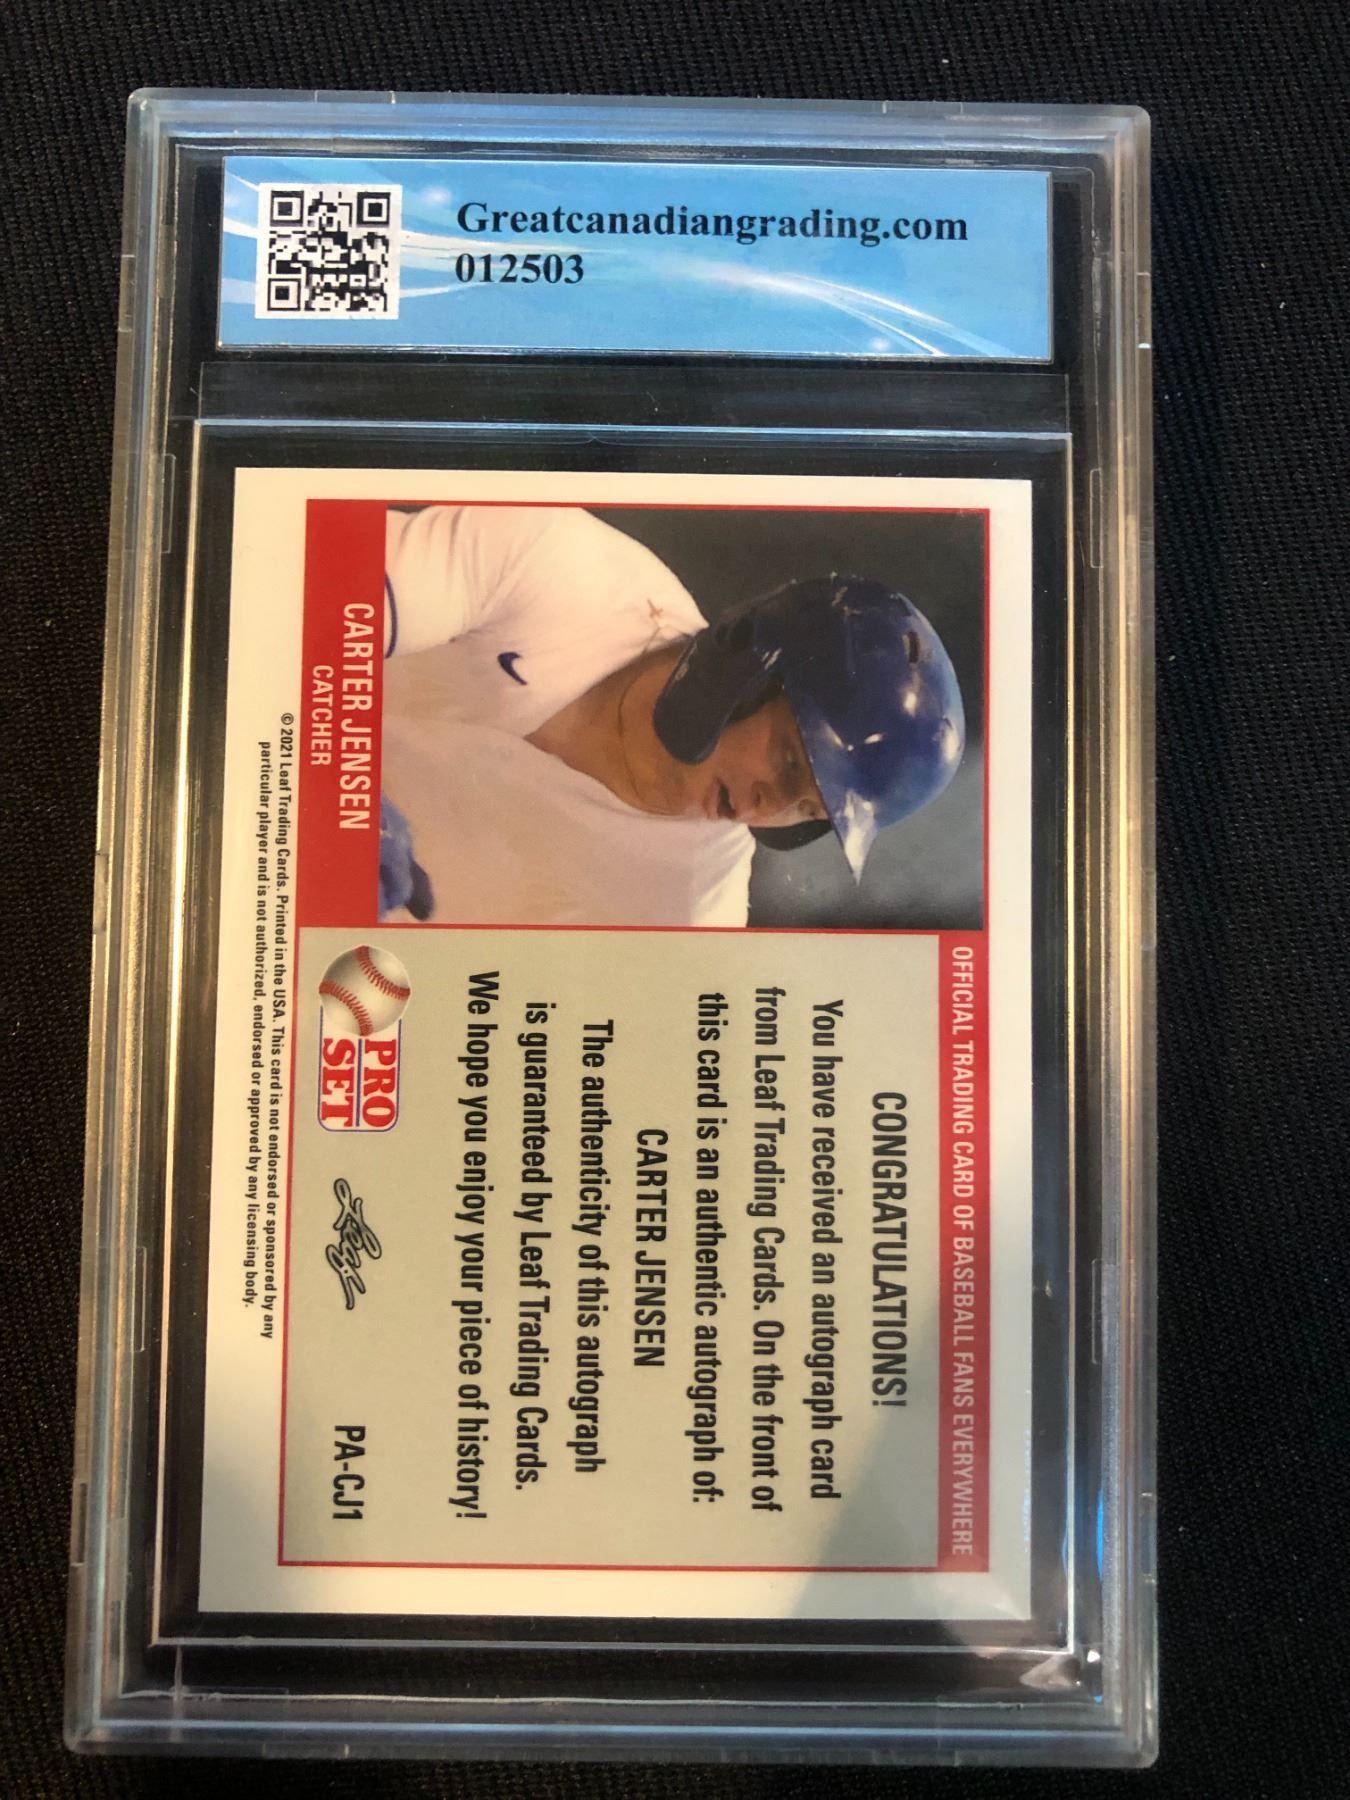 Greatcanadiangrading.com
012503
OFFICIAL TRADING CARD OF BASEBALL FANS EVERYWHERE
CARTER JENSEN
CATCHER
CONGRATULATIONS!
You have received an autograph card
from Leaf Trading Cards. On the front of
this card is an authentic autograph of:
CARTER JENSEN
The authenticity of this autograph
is guaranteed by Leaf Trading Cards.
We hope you enjoy your piece of history!
PRO
SET
Leaf
PA-CJ1
©2021 Leaf Trading Cards. Printed in the USA. This card is not endorsed or sponsored by any
particular player and is not authorized, endorsed or approved by any licensing body.